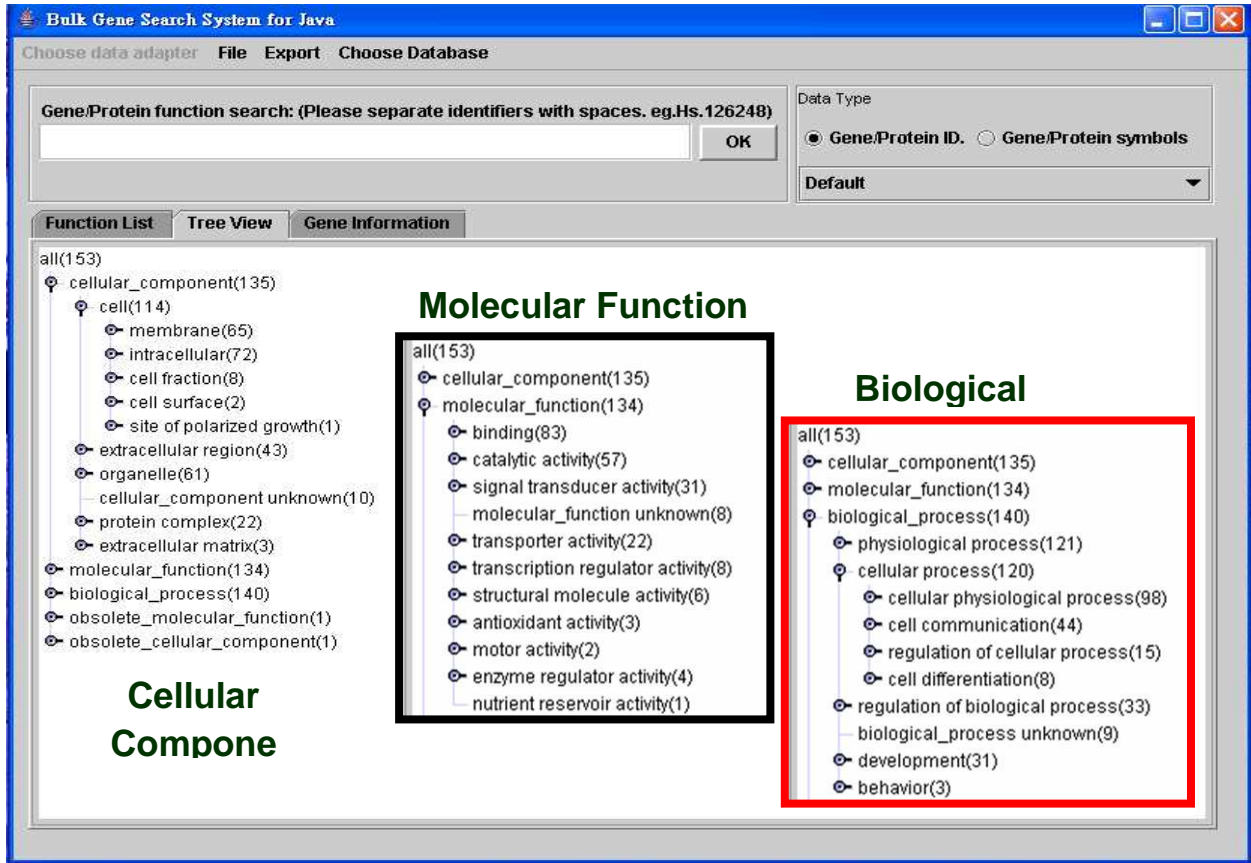 Bulk Gene Search System for Java
Choose data adapter File Export Choose Database
Gene/Protein function search: (Please separate identifiers with spaces. eg.Hs.126248)
OK
Data Type
Gene/Protein ID. Gene/Protein symbols
Default
Function List Tree View Gene Information
all(153)
cellular_component(135)
cell(114)
membrane(65)
intracellular(72)
cell fraction(8)
cell surface(2)
site of polarized growth(1)
extracellular region(43)
organelle(61)
cellular_component unknown(10)
protein complex(22)
extracellular matrix(3)
molecular_function(134)
biological_process(140)
obsolete_molecular_function(1)
obsolete_cellular_component(1)
Cellular
Compone
Molecular Function
all(153)
cellular_component(135)
molecular_function(134)
binding(83)
catalytic activity(57)
signal transducer activity(31)
molecular_function unknown(8)
transporter activity(22)
transcription regulator activity(8)
structural molecule activity(6)
antioxidant activity(3)
motor activity(2)
enzyme regulator activity(4)
nutrient reservoir activity(1)
Biological
all(153)
cellular_component(135)
molecular_function(134)
biological_process(140)
physiological process(121)
cellular process(120)
cellular physiological process(98)
cell communication(44)
regulation of cellular process(15)
cell differentiation(8)
regulation of biological process(33)
biological_process unknown(9)
development(31)
behavior(3)